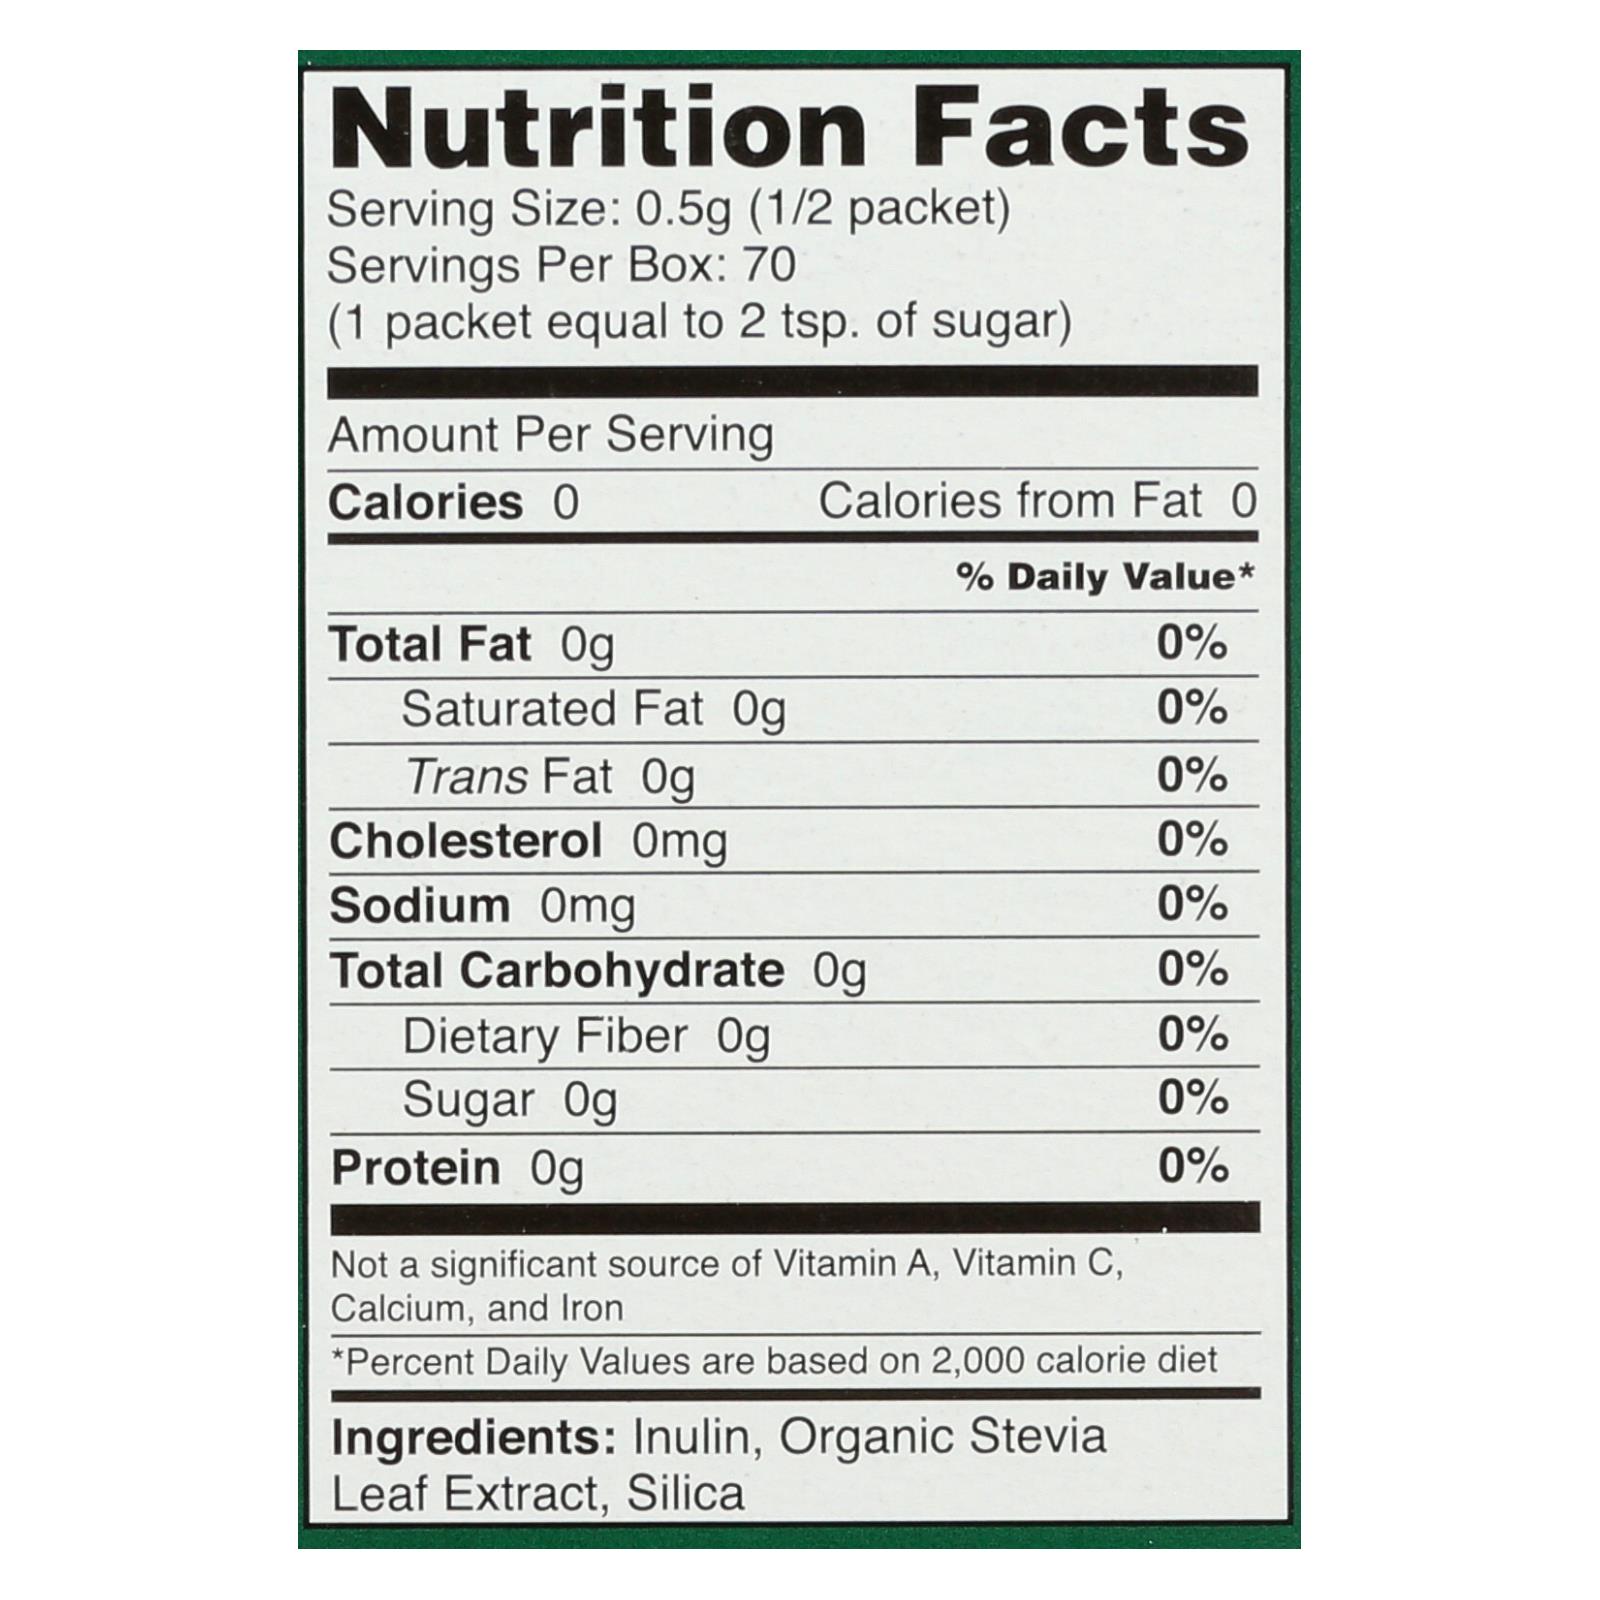 Nutrition Facts
Serving Size: 0.5g (1/2 packet)
Servings Per Box: 70
(1 packet equal to 2 tsp. of sugar)
Amount Per Serving
Calories 0 Calories from Fat 0
% Daily Value*
Total Fat 0g 0%
Saturated Fat 0g 0%
Trans Fat 0g 0%
Cholesterol 0mg 0%
Sodium 0mg 0%
Total Carbohydrate 0g 0%
Dietary Fiber 0g 0%
Sugar 0g 0%
Protein 0g 0%
Not a significant source of Vitamin A, Vitamin C,
Calcium, and Iron
*Percent Daily Values are based on 2,000 calorie diet
Ingredients: Inulin, Organic Stevia
Leaf Extract, Silica